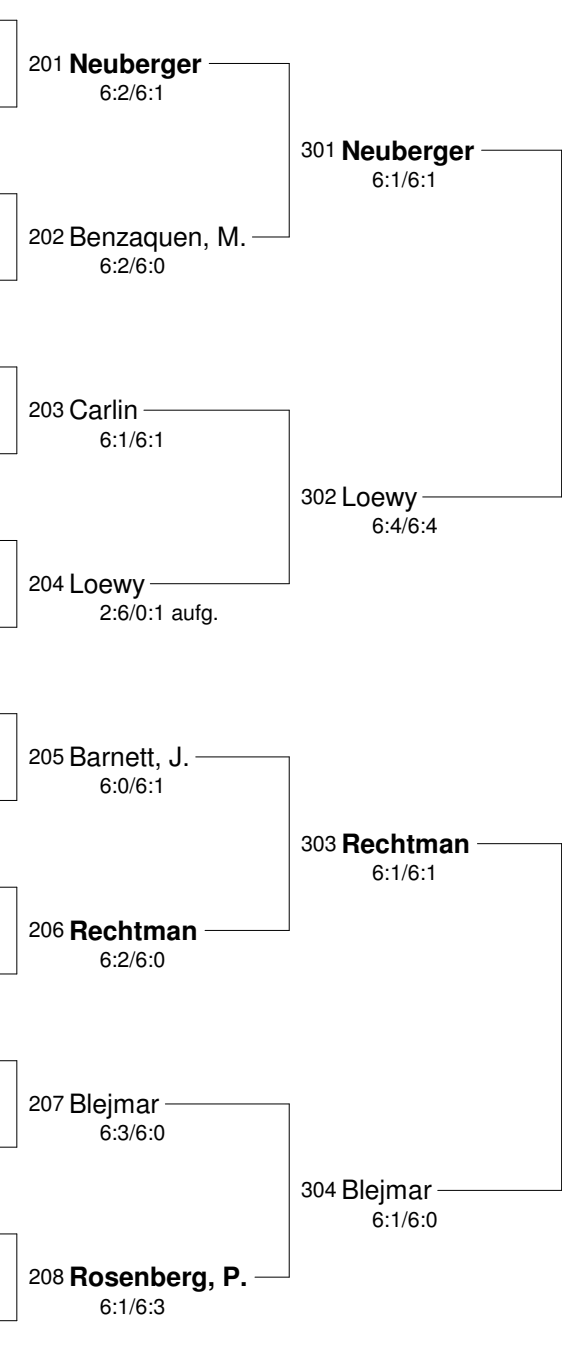 201 Neuberger
6:2/6:1
301 Neuberger
6:1/6:1
202 Benzaquen, M.
6:2/6:0
203 Carlin
6:1/6:1
302 Loewy
6:4/6:4
204 Loewy
2:6/0:1 aufg.
205 Barnett, J.
6:0/6:1
303 Rechtman
6:1/6:1
206 Rechtman
6:2/6:0
207 Blejmar
6:3/6:0
304 Blejmar
6:1/6:0
208 Rosenberg, P.
6:1/6:3